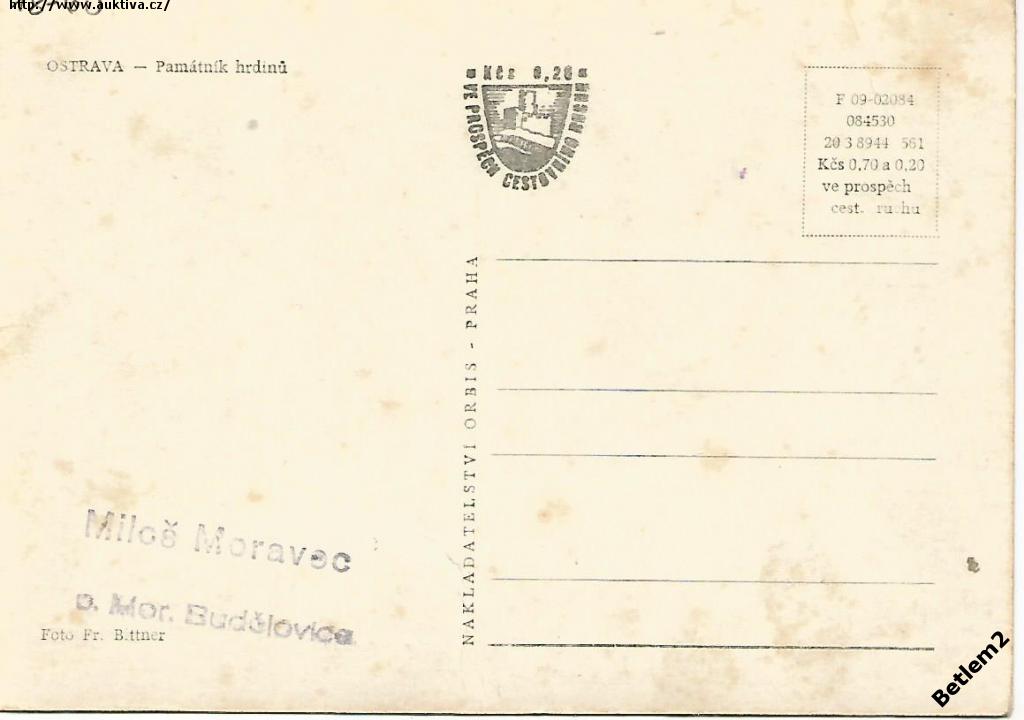 http://www.auktiva.cz/
OSTRAVA — Památník hrdinů
Kčs 0,20
VE PROSPĚCH CESTOVNÍHO RUCHU
F 09-02084
084530
20 3 8944 561
Kčs 0,70 a 0,20
ve prospěch
cest. ruchu
NAKLADATELSTVÍ ORBIS - PRAHA
Miloš Moravec
p. Mor. Budělovice
Foto Fr. Bittner
Betlem2